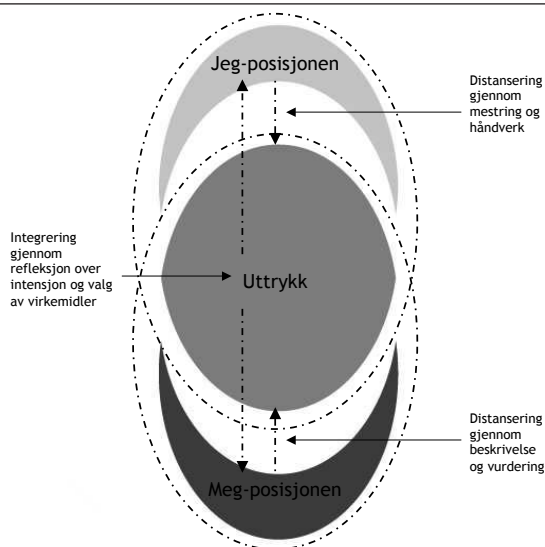 Jeg-posisjonen
Distansering
gjennom
mestring og
håndverk
Integrering
gjennom
refleksjon over
intensjon og valg
av virkemidler
Uttrykk
Distansering
gjennom
beskrivelse
og vurdering
Meg-posisjonen